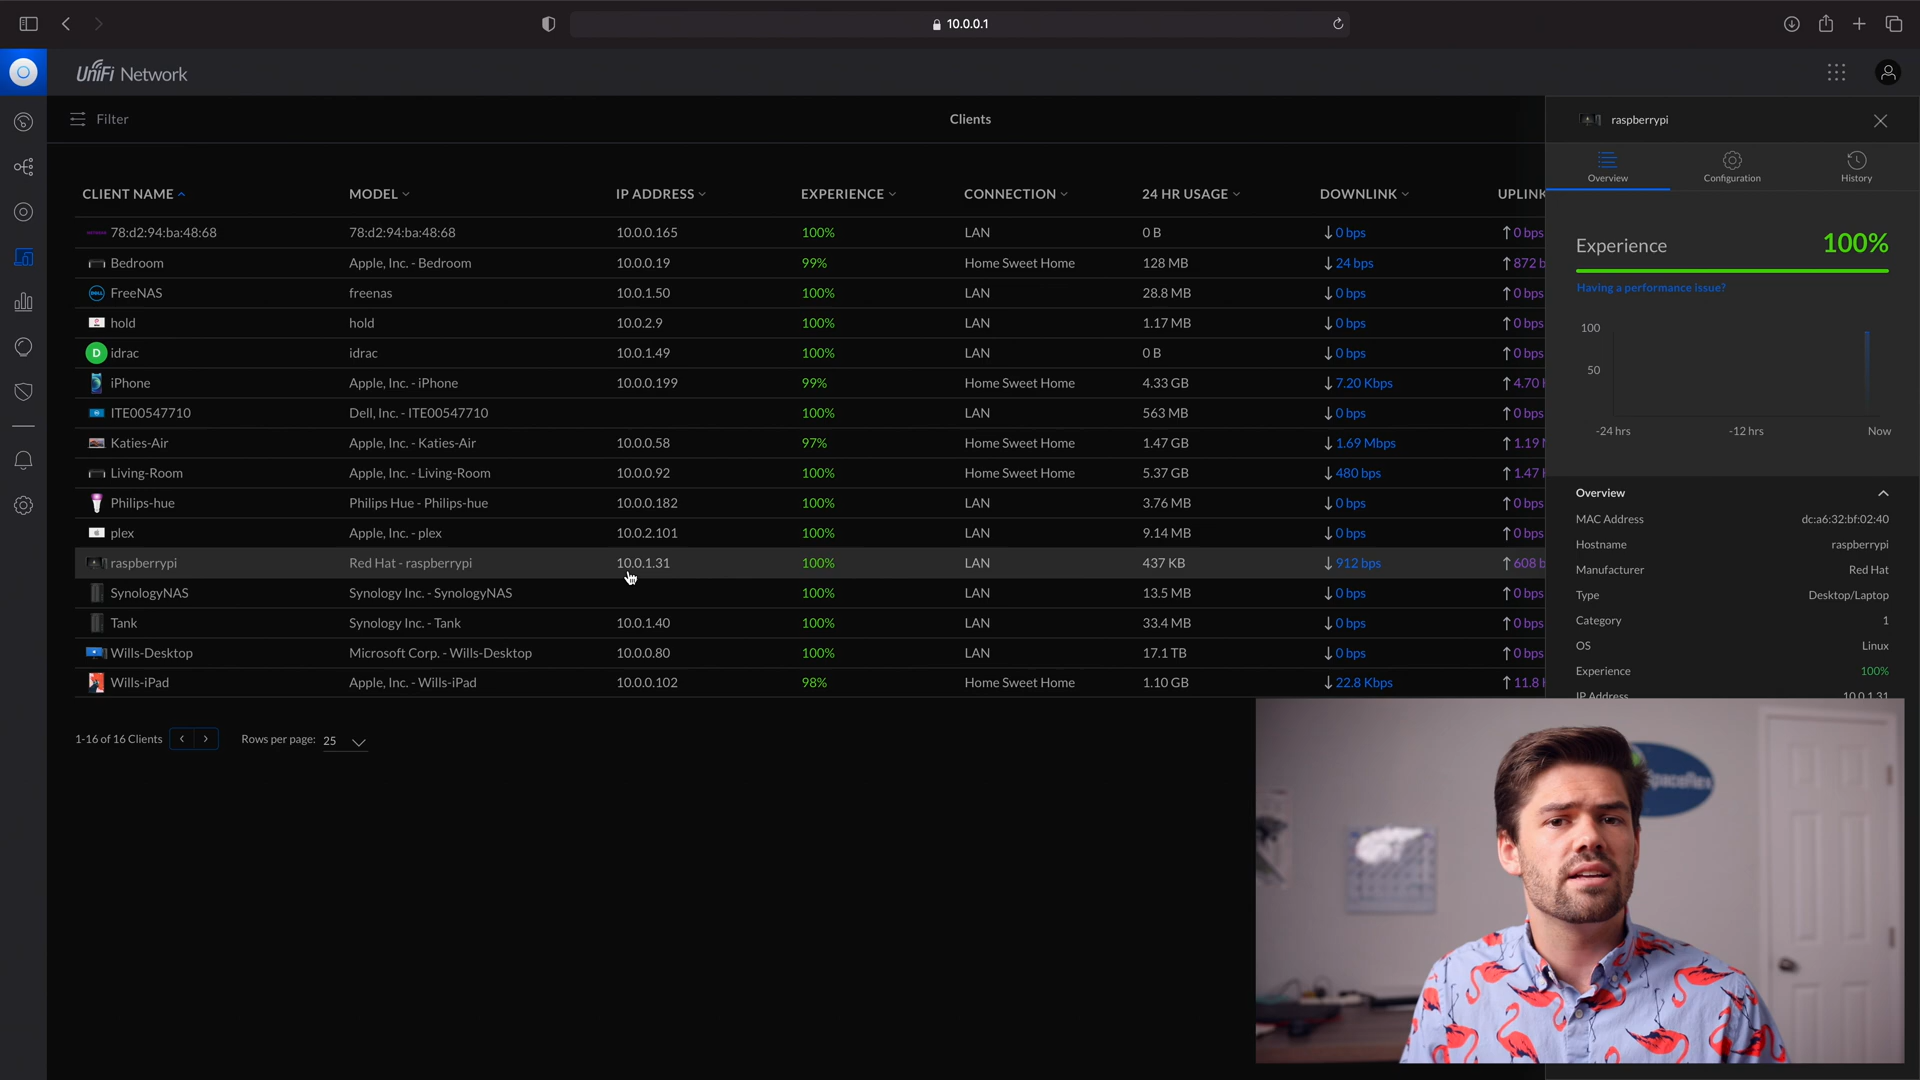 10.0.0.1
UniFi Network
Filter
Clients
raspberrypi
Overview
Configuration
History
CLIENT NAME
MODEL
IP ADDRESS
EXPERIENCE
CONNECTION
24 HR USAGE
DOWNLINK
UPLINK
78:d2:94:ba:48:68 78:d2:94:ba:48:68 10.0.0.165 100% LAN 0 B 0 bps 0 bps
Bedroom Apple, Inc. - Bedroom 10.0.0.19 99% Home Sweet Home 128 MB 24 bps 872 b
FreeNAS freenas 10.0.1.50 100% LAN 28.8 MB 0 bps 0 bps
hold hold 10.0.2.9 100% LAN 1.17 MB 0 bps 0 bps
D idrac idrac 10.0.1.49 100% LAN 0 B 0 bps 0 bps
iPhone Apple, Inc. - iPhone 10.0.0.199 99% Home Sweet Home 4.33 GB 7.20 Kbps 4.70
ITE00547710 Dell, Inc. - ITE00547710 100% LAN 563 MB 0 bps 0 bps
Katies-Air Apple, Inc. - Katies-Air 10.0.0.58 97% Home Sweet Home 1.47 GB 1.69 Mbps 1.19
Living-Room Apple, Inc. - Living-Room 10.0.0.92 100% Home Sweet Home 5.37 GB 480 bps 1.47
Philips-hue Philips Hue - Philips-hue 10.0.0.182 100% LAN 3.76 MB 0 bps 0 bps
plex Apple, Inc. - plex 10.0.2.101 100% LAN 9.14 MB 0 bps 0 bps
raspberrypi Red Hat - raspberrypi 10.0.1.31 100% LAN 437 KB 912 bps 608 b
SynologyNAS Synology Inc. - SynologyNAS 100% LAN 13.5 MB 0 bps 0 bps
Tank Synology Inc. - Tank 10.0.1.40 100% LAN 33.4 MB 0 bps 0 bps
Wills-Desktop Microsoft Corp. - Wills-Desktop 10.0.0.80 100% LAN 17.1 TB 0 bps 0 bps
Wills-iPad Apple, Inc. - Wills-iPad 10.0.0.102 98% Home Sweet Home 1.10 GB 22.8 Kbps 11.8
1-16 of 16 Clients
Rows per page: 25
Experience 100%
Having a performance issue?
100
50
-24 hrs -12 hrs Now
Overview
MAC Address dc:a6:32:bf:02:40
Hostname raspberrypi
Manufacturer Red Hat
Type Desktop/Laptop
Category 1
OS Linux
Experience 100%
IP Address 10.0.1.31
SpaceRex